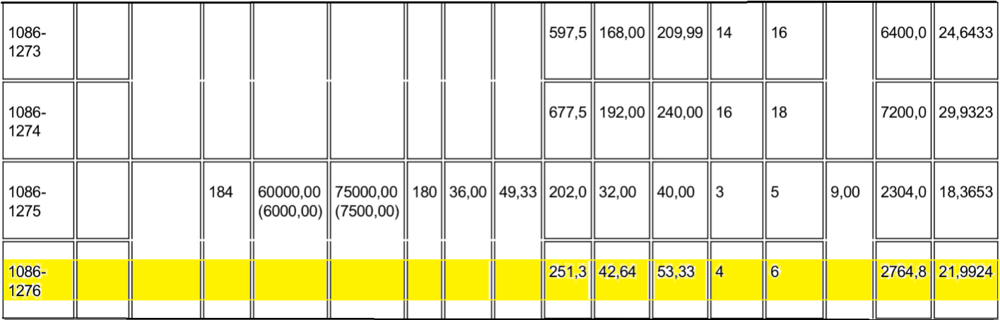 1086- 597,5 168,00 209,99 14 16 6400,0 24,6433
1273
1086- 677,5 192,00 240,00 16 18 7200,0 29,9323
1274
1086- 184 60000,00 75000,00 180 36,00 49,33 202,0 32,00 40,00 3 5 9,00 2304,0 18,3653
1275 (6000,00) (7500,00)
1086- 251,3 42,64 53,33 4 6 2764,8 21,9924
1276